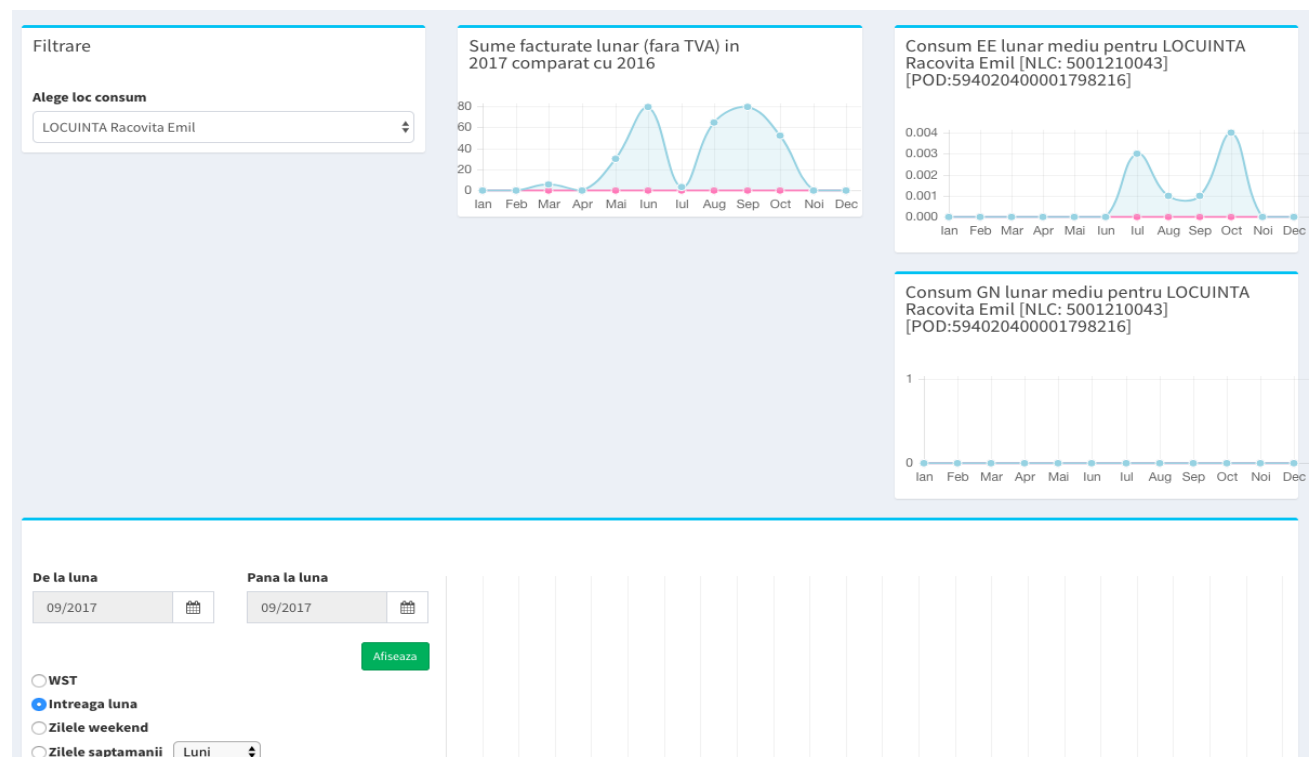 Filtrare
Alege loc consum
LOCUINTA Racovita Emil
Sume facturate lunar (fara TVA) in
2017 comparat cu 2016
80
60
40
20
0
Ian Feb Mar Apr Mai Iun Iul Aug Sep Oct Noi Dec
Consum EE lunar mediu pentru LOCUINTA
Racovita Emil [NLC: 5001210043]
[POD:594020400001798216]
0.004
0.003
0.002
0.001
0.000
Ian Feb Mar Apr Mai Iun Iul Aug Sep Oct Noi Dec
Consum GN lunar mediu pentru LOCUINTA
Racovita Emil [NLC: 5001210043]
[POD:594020400001798216]
1
0
Ian Feb Mar Apr Mai Iun Iul Aug Sep Oct Noi Dec
De la luna Pana la luna
09/2017 09/2017
Afiseaza
WST
Intreaga luna
Zilele weekend
Zilele saptamanii Luni